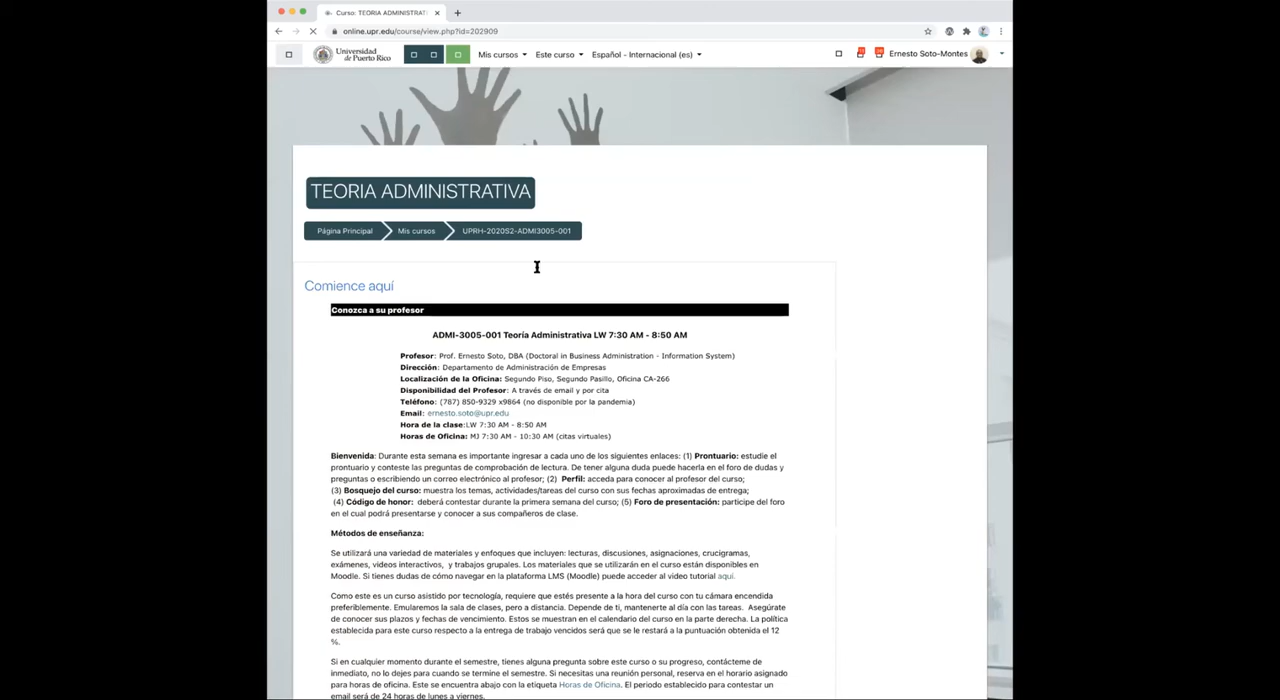 Curso: TEORIA ADMINISTRATI
online.upr.edu/course/view.php?id=202909
Universidad de Puerto Rico
Mis cursos
Este curso
Español - Internacional (es)
Ernesto Soto-Montes
TEORIA ADMINISTRATIVA
Página Principal
Mis cursos
UPRH-2020S2-ADMI3005-001
Comience aquí
Conozca a su profesor
ADMI-3005-001 Teoría Administrativa LW 7:30 AM - 8:50 AM
Profesor: Prof. Ernesto Soto, DBA (Doctoral in Business Administration - Information System)
Dirección: Departamento de Administración de Empresas
Localización de la Oficina: Segundo Piso, Segundo Pasillo, Oficina CA-266
Disponibilidad del Profesor: A través de email y por cita
Teléfono: (787) 850-9329 x9864 (no disponible por la pandemia)
Email: ernesto.soto@upr.edu
Hora de la clase:LW 7:30 AM - 8:50 AM
Horas de Oficina: MJ 7:30 AM - 10:30 AM (citas virtuales)
Bienvenida: Durante esta semana es importante ingresar a cada uno de los siguientes enlaces: (1) Prontuario: estudie el
prontuario y conteste las preguntas de comprobación de lectura. De tener alguna duda puede hacerla en el foro de dudas y
preguntas o escribiendo un correo electrónico al profesor; (2) Perfil: acceda para conocer al profesor del curso;
(3) Bosquejo del curso: muestra los temas, actividades/tareas del curso con sus fechas aproximadas de entrega;
(4) Código de honor: deberá contestar durante la primera semana del curso; (5) Foro de presentación: participe del foro
en el cual podrá presentarse y conocer a sus compañeros de clase.
Métodos de enseñanza:
Se utilizará una variedad de materiales y enfoques que incluyen: lecturas, discusiones, asignaciones, crucigramas,
exámenes, videos interactivos, y trabajos grupales. Los materiales que se utilizarán en el curso están disponibles en
Moodle. Si tienes dudas de cómo navegar en la plataforma LMS (Moodle) puede acceder al video tutorial aquí.
Como este es un curso asistido por tecnología, requiere que estés presente a la hora del curso con tu cámara encendida
preferiblemente. Emularemos la sala de clases, pero a distancia. Depende de ti, mantenerte al día con las tareas. Asegúrate
de conocer sus plazos y fechas de vencimiento. Estos se muestran en el calendario del curso en la parte derecha. La política
establecida para este curso respecto a la entrega de trabajo vencidos será que se le restará a la puntuación obtenida el 12
%.
Si en cualquier momento durante el semestre, tienes alguna pregunta sobre este curso o su progreso, contácteme de
inmediato, no lo dejes para cuando se termine el semestre. Si necesitas una reunión personal, reserva en el horario asignado
para horas de oficina. Este se encuentra abajo con la etiqueta Horas de Oficina. El periodo establecido para contestar un
email será de 24 horas de lunes a viernes.